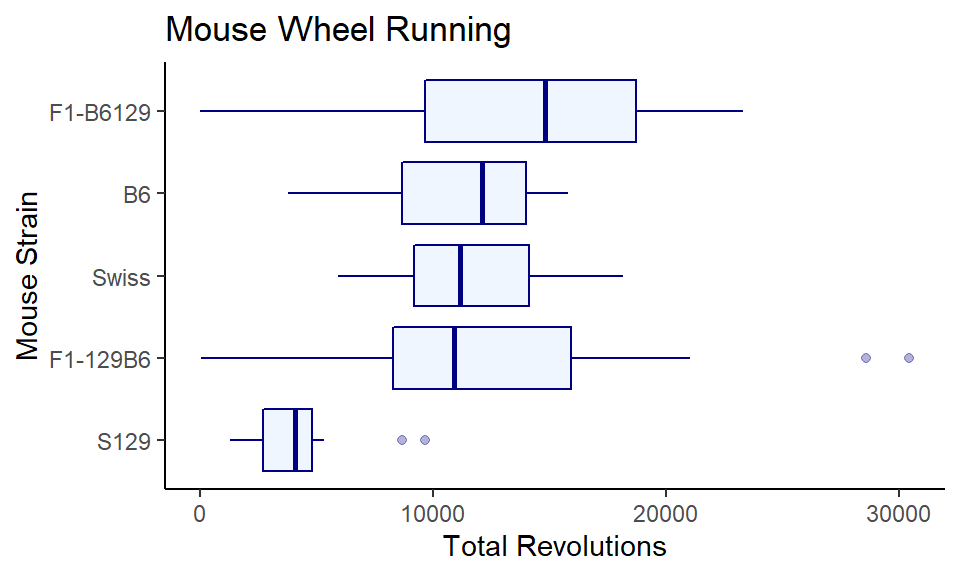 Mouse Wheel Running
Mouse Strain
F1-B6129
B6
Swiss
F1-129B6
S129
0 10000 20000 30000
Total Revolutions